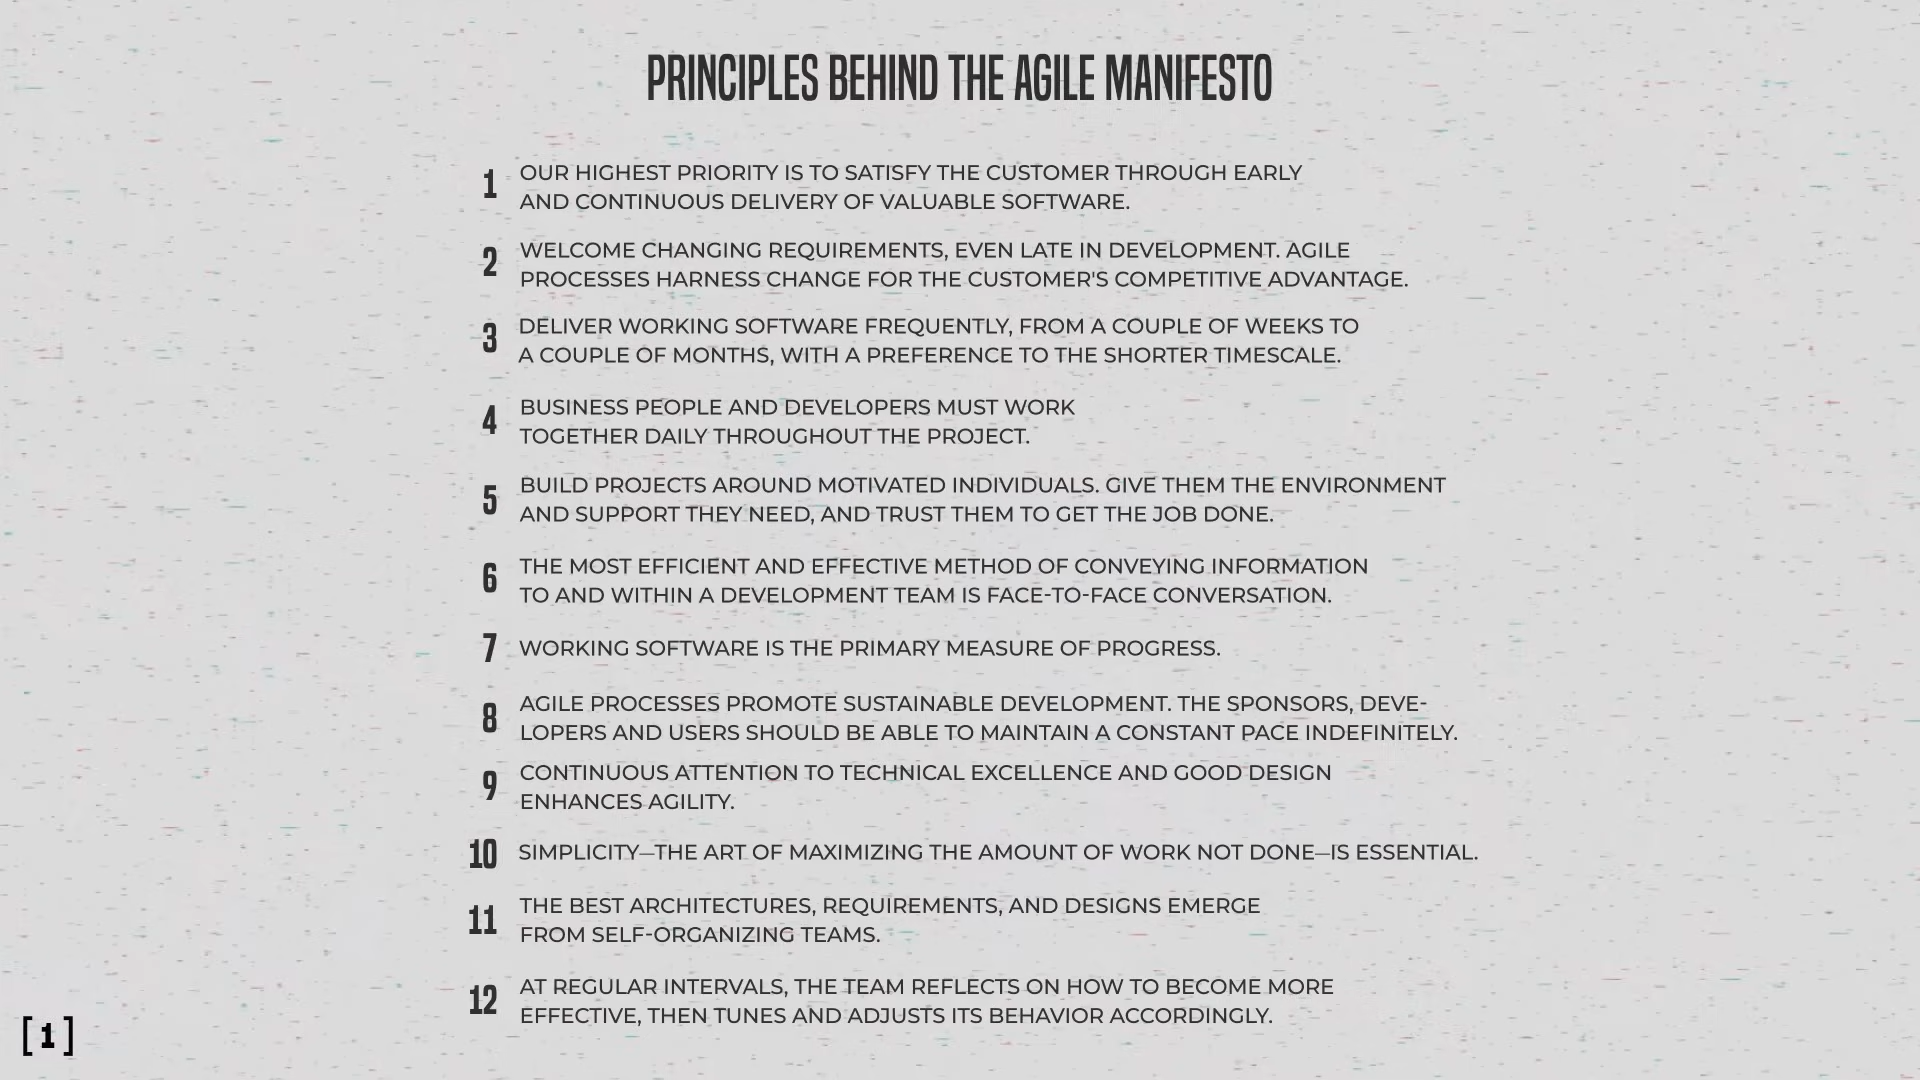 PRINCIPLES BEHIND THE AGILE MANIFESTO
1 OUR HIGHEST PRIORITY IS TO SATISFY THE CUSTOMER THROUGH EARLY
AND CONTINUOUS DELIVERY OF VALUABLE SOFTWARE.
2 WELCOME CHANGING REQUIREMENTS, EVEN LATE IN DEVELOPMENT. AGILE
PROCESSES HARNESS CHANGE FOR THE CUSTOMER'S COMPETITIVE ADVANTAGE.
3 DELIVER WORKING SOFTWARE FREQUENTLY, FROM A COUPLE OF WEEKS TO
A COUPLE OF MONTHS, WITH A PREFERENCE TO THE SHORTER TIMESCALE.
4 BUSINESS PEOPLE AND DEVELOPERS MUST WORK
TOGETHER DAILY THROUGHOUT THE PROJECT.
5 BUILD PROJECTS AROUND MOTIVATED INDIVIDUALS. GIVE THEM THE ENVIRONMENT
AND SUPPORT THEY NEED, AND TRUST THEM TO GET THE JOB DONE.
6 THE MOST EFFICIENT AND EFFECTIVE METHOD OF CONVEYING INFORMATION
TO AND WITHIN A DEVELOPMENT TEAM IS FACE-TO-FACE CONVERSATION.
7 WORKING SOFTWARE IS THE PRIMARY MEASURE OF PROGRESS.
8 AGILE PROCESSES PROMOTE SUSTAINABLE DEVELOPMENT. THE SPONSORS, DEVE-
LOPERS AND USERS SHOULD BE ABLE TO MAINTAIN A CONSTANT PACE INDEFINITELY.
9 CONTINUOUS ATTENTION TO TECHNICAL EXCELLENCE AND GOOD DESIGN
ENHANCES AGILITY.
10 SIMPLICITY—THE ART OF MAXIMIZING THE AMOUNT OF WORK NOT DONE—IS ESSENTIAL.
11 THE BEST ARCHITECTURES, REQUIREMENTS, AND DESIGNS EMERGE
FROM SELF-ORGANIZING TEAMS.
12 AT REGULAR INTERVALS, THE TEAM REFLECTS ON HOW TO BECOME MORE
EFFECTIVE, THEN TUNES AND ADJUSTS ITS BEHAVIOR ACCORDINGLY.
[1]